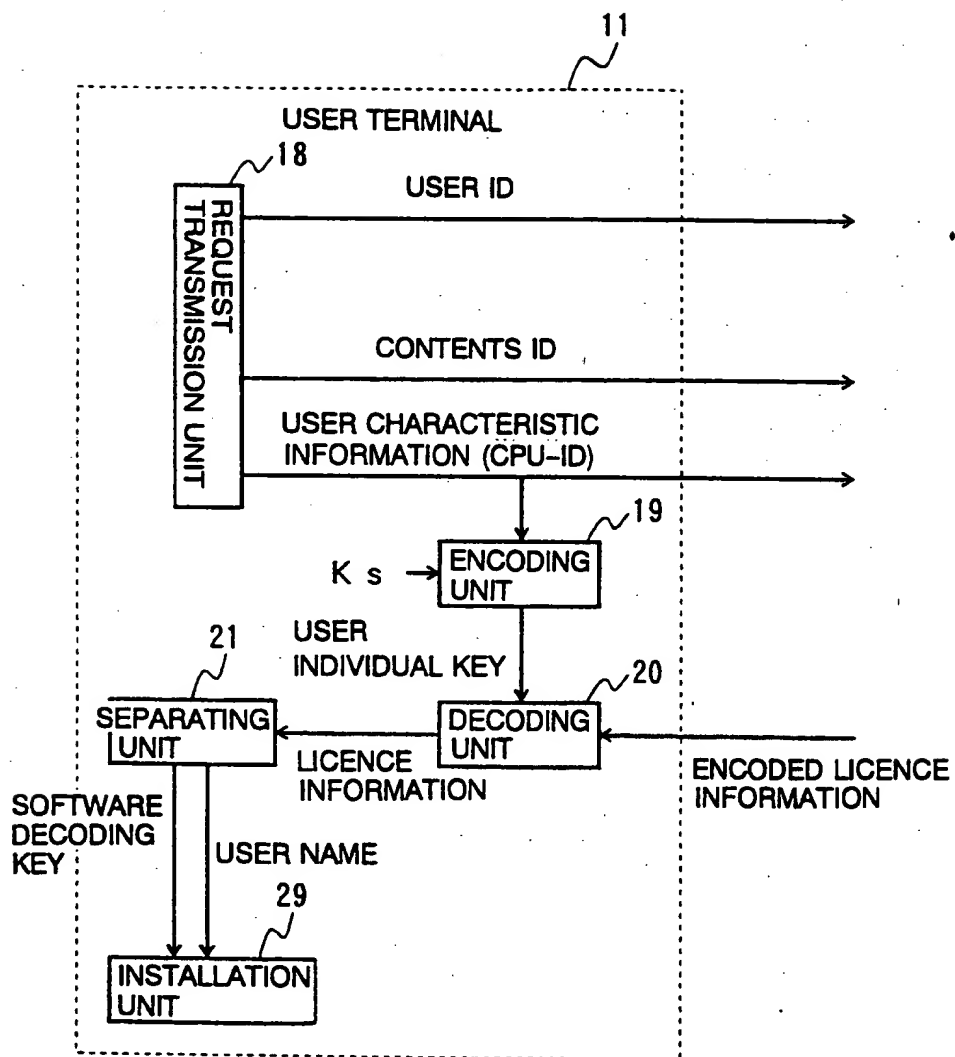 11
USER TERMINAL
18
USER ID
REQUEST
TRANSMISSION UNIT
CONTENTS ID
USER CHARACTERISTIC
INFORMATION (CPU-ID)
19
ENCODING
UNIT
K s
USER
INDIVIDUAL KEY
21
20
SEPARATING
UNIT
DECODING
UNIT
LICENCE
INFORMATION
ENCODED LICENCE
INFORMATION
SOFTWARE
DECODING
KEY
USER NAME
29
INSTALLATION
UNIT